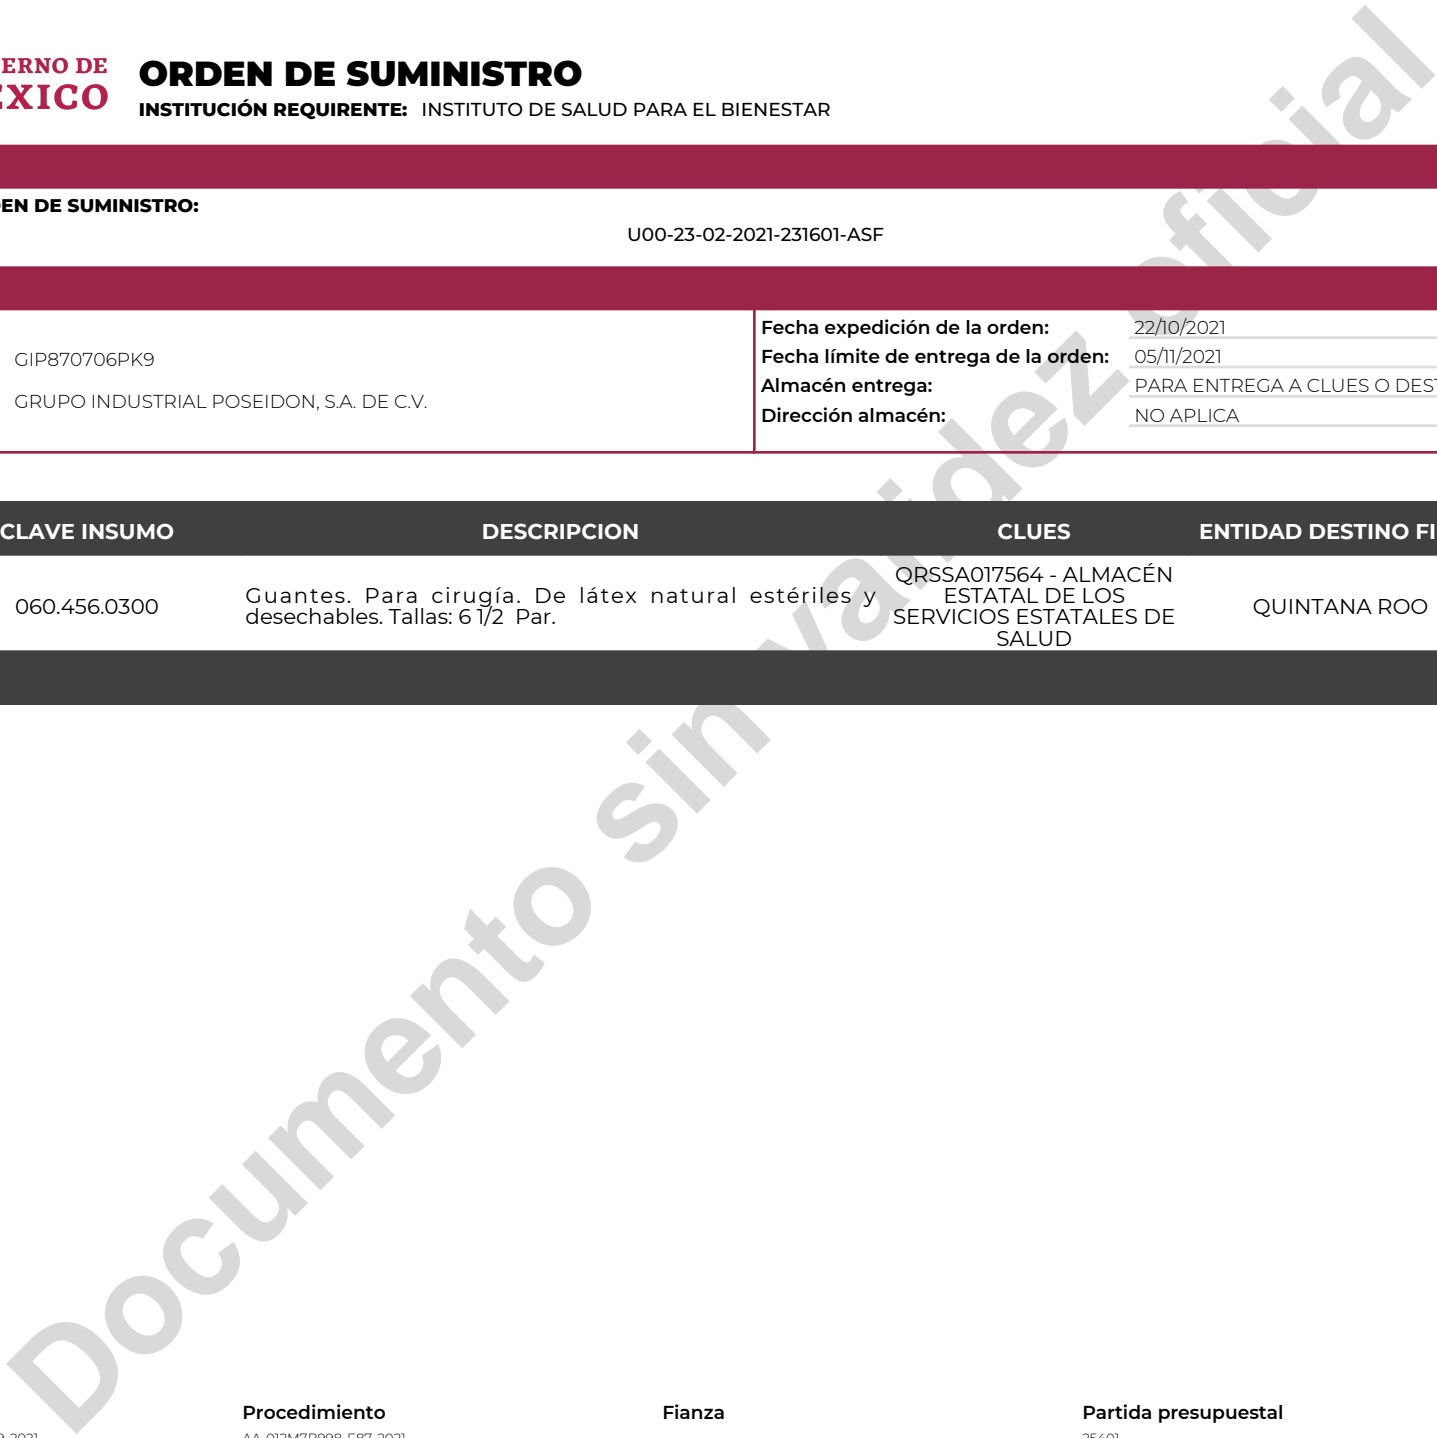 ERNO DE
EXICO
ORDEN DE SUMINISTRO
INSTITUCIÓN REQUIRENTE: INSTITUTO DE SALUD PARA EL BIENESTAR
EN DE SUMINISTRO:
U00-23-02-2021-231601-ASF
GIP870706PK9
GRUPO INDUSTRIAL POSEIDON, S.A. DE C.V.
Fecha expedición de la orden: 22/10/2021
Fecha límite de entrega de la orden: 05/11/2021
Almacén entrega: PARA ENTREGA A CLUES O DEST
Dirección almacén: NO APLICA
CLAVE INSUMO DESCRIPCION CLUES ENTIDAD DESTINO FI
060.456.0300
Guantes. Para cirugía. De látex natural estériles y
desechables. Tallas: 6 1/2 Par.
QRSSA017564 - ALMACÉN
ESTATAL DE LOS
SERVICIOS ESTATALES DE
SALUD
QUINTANA ROO
Documento sin validez oficial
Procedimiento Fianza Partida presupuestal